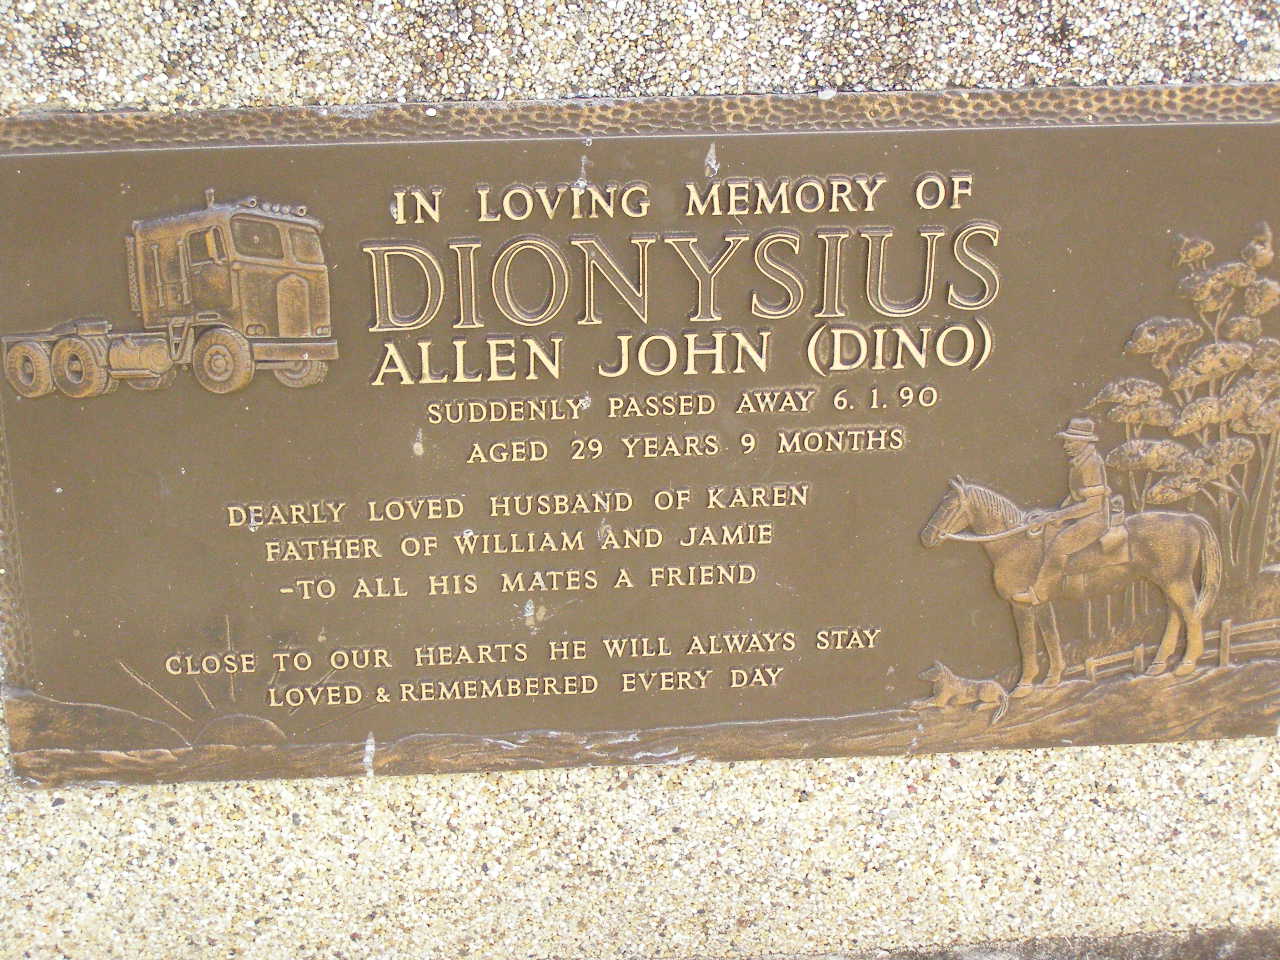 IN LOVING MEMORY OF
DIONYSIUS
ALLEN JOHN (DINO)
SUDDENLY PASSED AWAY 6.1.90
AGED 29 YEARS 9 MONTHS
DEARLY LOVED HUSBAND OF KAREN
FATHER OF WILLIAM AND JAMIE
-TO ALL HIS MATES A FRIEND
CLOSE TO OUR HEARTS HE WILL ALWAYS STAY
LOVED & REMEMBERED EVERY DAY